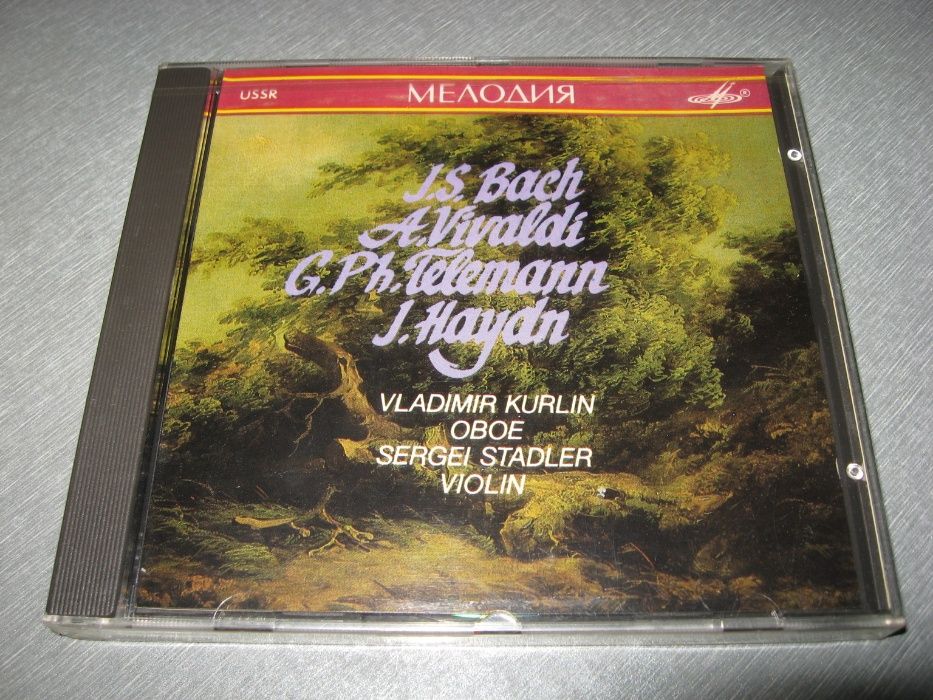 USSR МЕЛОДИЯ ®
J.S. Bach
A. Vivaldi
G. Ph. Telemann
J. Haydn
VLADIMIR KURLIN
OBOE
SERGEI STADLER
VIOLIN